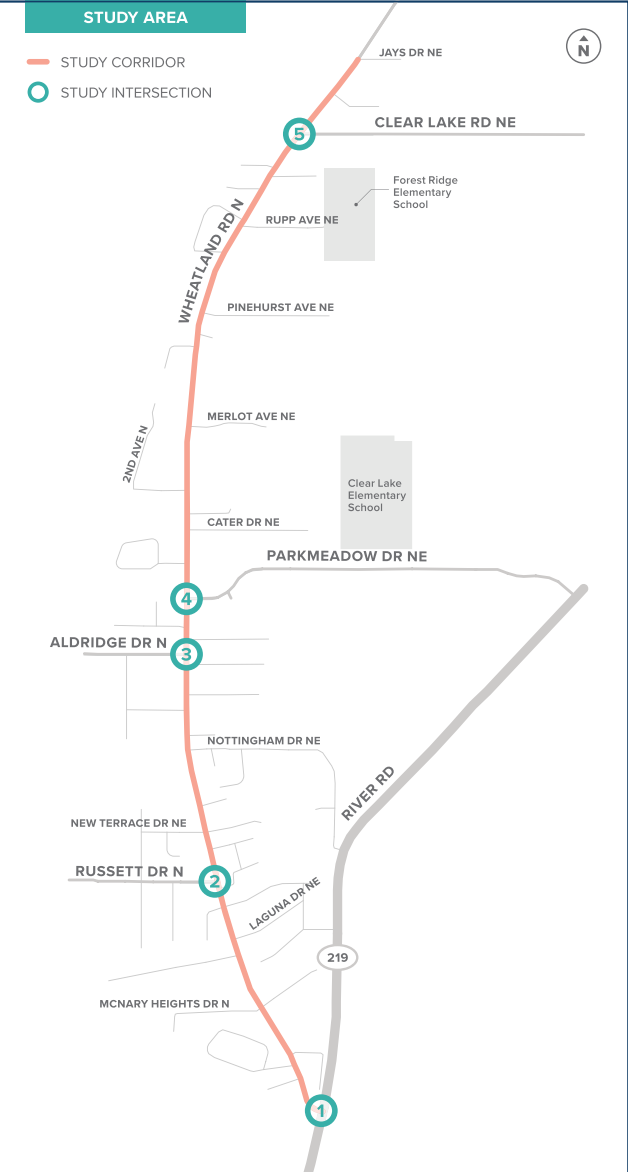 STUDY AREA
STUDY CORRIDOR
STUDY INTERSECTION
N
JAYS DR NE
5
CLEAR LAKE RD NE
Forest Ridge
Elementary
School
WHEATLAND RD N
RUPP AVE NE
PINEHURST AVE NE
MERLOT AVE NE
2ND AVE N
Clear Lake
Elementary
School
CATER DR NE
PARKMEADOW DR NE
4
ALDRIDGE DR N
3
NOTTINGHAM DR NE
RIVER RD
NEW TERRACE DR NE
RUSSETT DR N
2
LAGUNA DR NE
219
MCNARY HEIGHTS DR N
1